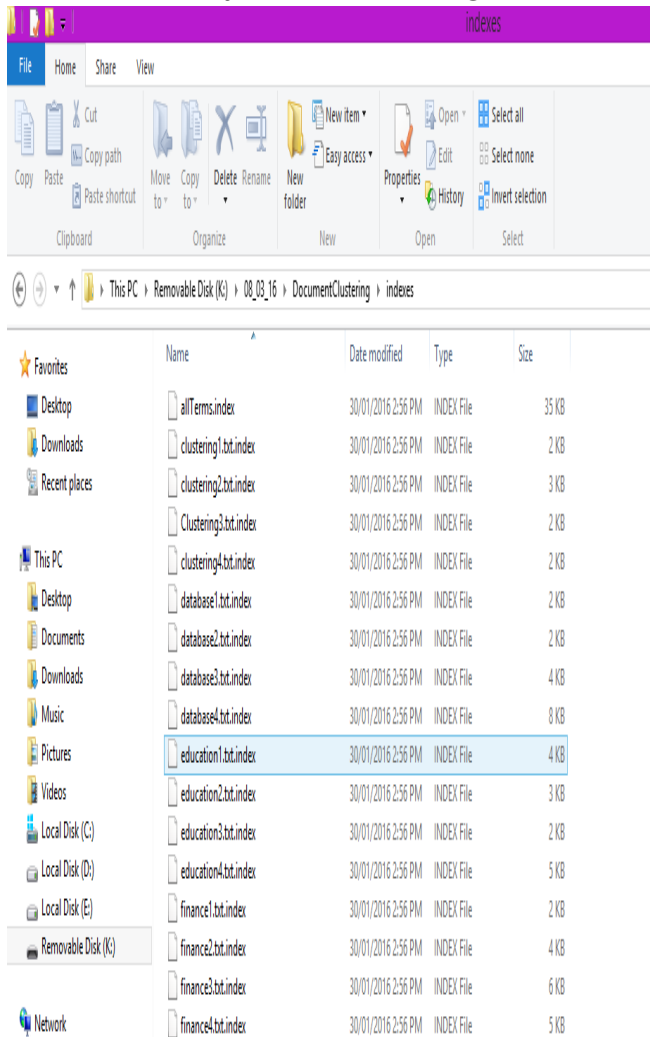 indexes
File Home Share View
Copy Paste Cut Copy path Paste shortcut
Move to Copy to Delete Rename
New folder New item Easy access
Properties Open Edit History
Select all Select none Invert selection
Clipboard Organize New Open Select
This PC Removable Disk (K:) 08_03_16 DocumentClustering indexes
Favorites
Desktop
Downloads
Recent places
This PC
Desktop
Documents
Downloads
Music
Pictures
Videos
Local Disk (C:)
Local Disk (D:)
Local Disk (E:)
Removable Disk (K:)
Network
Name Date modified Type Size
allTerms.index 30/01/2016 2:56 PM INDEX File 35 KB
clustering1.txt.index 30/01/2016 2:56 PM INDEX File 2 KB
clustering2.txt.index 30/01/2016 2:56 PM INDEX File 3 KB
Clustering3.txt.index 30/01/2016 2:56 PM INDEX File 2 KB
clustering4.txt.index 30/01/2016 2:56 PM INDEX File 2 KB
database1.txt.index 30/01/2016 2:56 PM INDEX File 2 KB
database2.txt.index 30/01/2016 2:56 PM INDEX File 2 KB
database3.txt.index 30/01/2016 2:56 PM INDEX File 4 KB
database4.txt.index 30/01/2016 2:56 PM INDEX File 8 KB
education1.txt.index 30/01/2016 2:56 PM INDEX File 4 KB
education2.txt.index 30/01/2016 2:56 PM INDEX File 3 KB
education3.txt.index 30/01/2016 2:56 PM INDEX File 2 KB
education4.txt.index 30/01/2016 2:56 PM INDEX File 5 KB
finance1.txt.index 30/01/2016 2:56 PM INDEX File 2 KB
finance2.txt.index 30/01/2016 2:56 PM INDEX File 4 KB
finance3.txt.index 30/01/2016 2:56 PM INDEX File 6 KB
finance4.txt.index 30/01/2016 2:56 PM INDEX File 5 KB